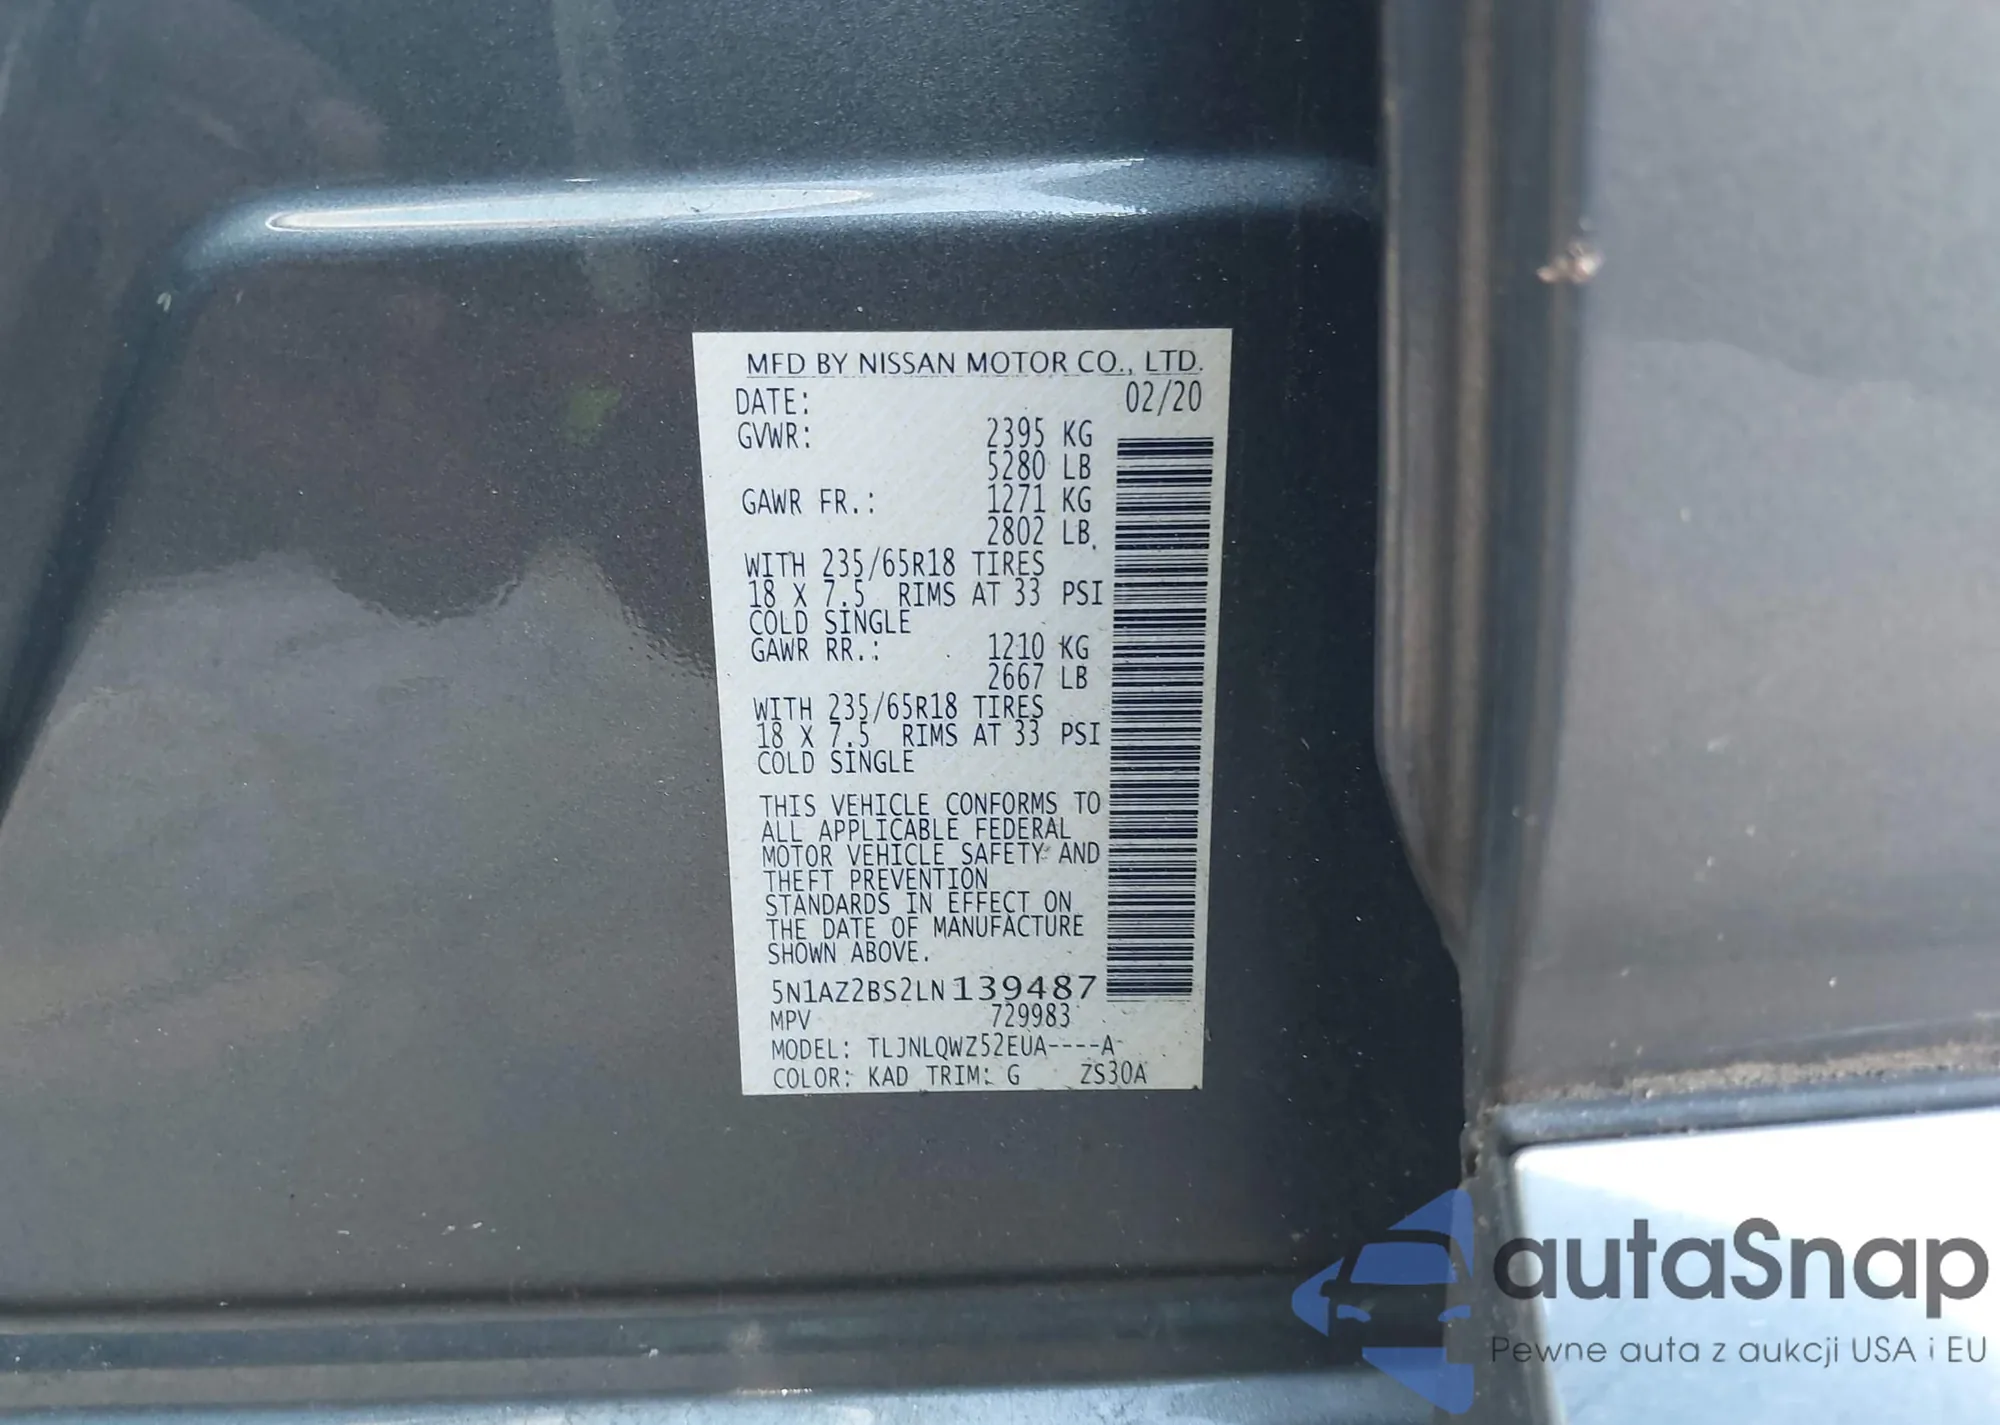 MFD BY NISSAN MOTOR CO., LTD.
DATE: 02/20
GVWR: 2395 KG
5280 LB
GAWR FR.: 1271 KG
2802 LB
WITH 235/65R18 TIRES
18 X 7.5 RIMS AT 33 PSI
COLD SINGLE
GAWR RR.: 1210 KG
2667 LB
WITH 235/65R18 TIRES
18 X 7.5 RIMS AT 33 PSI
COLD SINGLE
THIS VEHICLE CONFORMS TO
ALL APPLICABLE FEDERAL
MOTOR VEHICLE SAFETY AND
THEFT PREVENTION
STANDARDS IN EFFECT ON
THE DATE OF MANUFACTURE
SHOWN ABOVE.
5N1AZ2BS2LN139487
MPV 729983
MODEL: TLJNLQWZ52EUA----A
COLOR: KAD TRIM: G ZS30A
autaSnap
Pewne auta z aukcji USA i EU